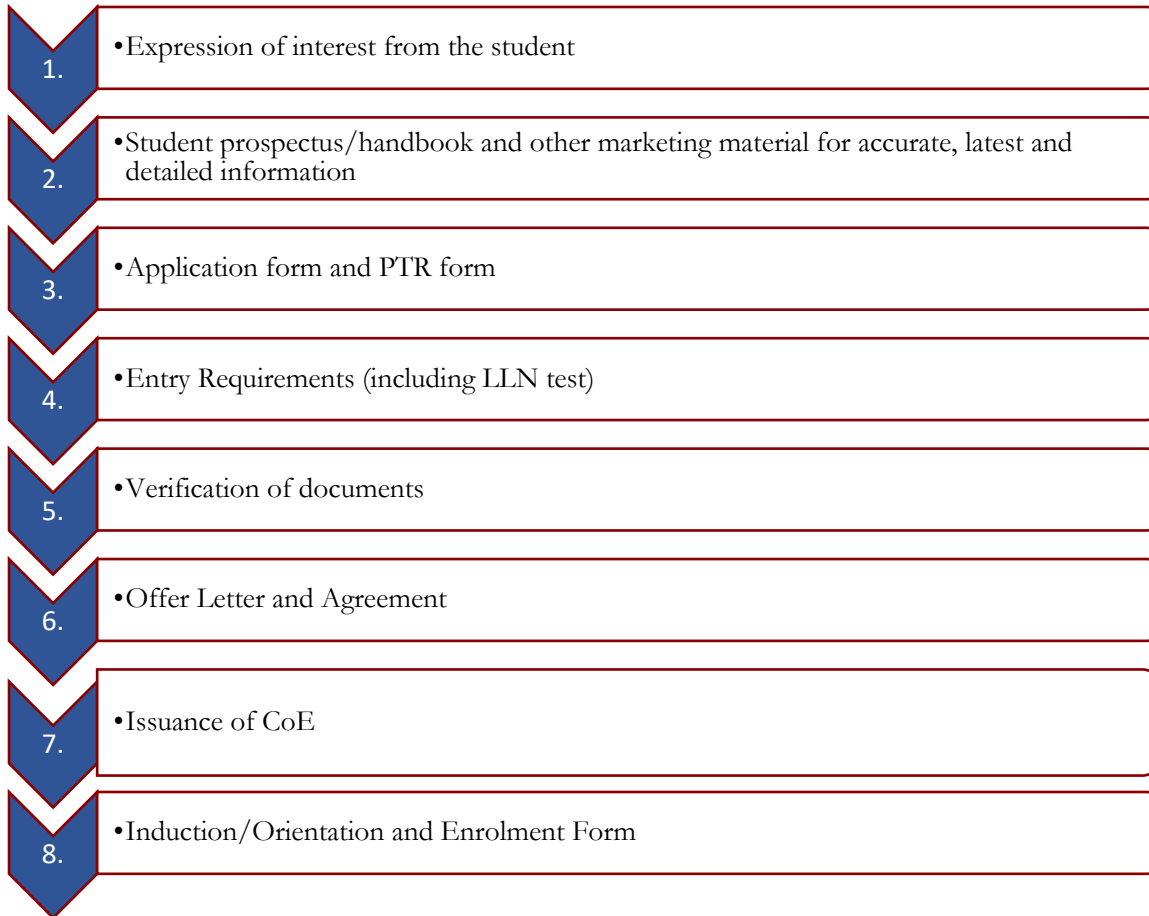 1.
•Expression of interest from the student
2.
•Student prospectus/handbook and other marketing material for accurate, latest and
detailed information
3.
•Application form and PTR form
4.
•Entry Requirements (including LLN test)
5.
•Verification of documents
6.
•Offer Letter and Agreement
7.
•Issuance of CoE
8.
•Induction/Orientation and Enrolment Form